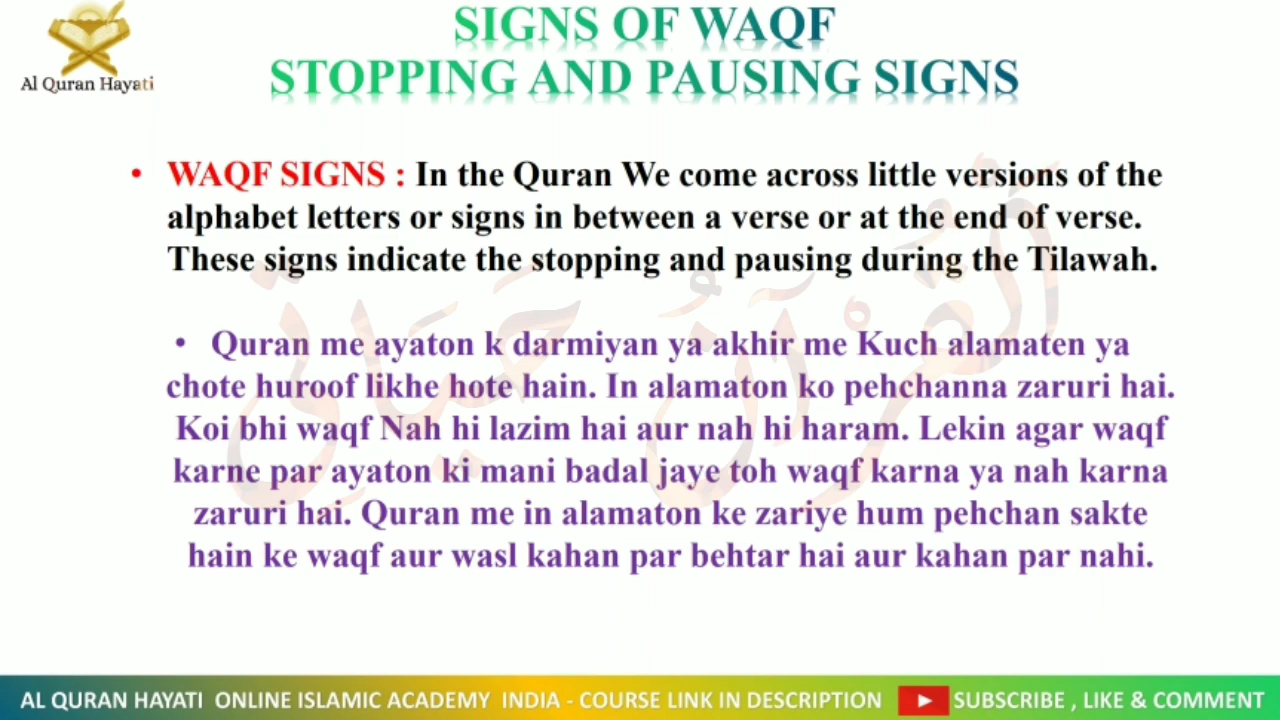 SIGNS OF WAQF
STOPPING AND PAUSING SIGNS
Al Quran Hayati
• WAQF SIGNS : In the Quran We come across little versions of the
alphabet letters or signs in between a verse or at the end of verse.
These signs indicate the stopping and pausing during the Tilawah.
• Quran me ayaton k darmiyan ya akhir me Kuch alamaten ya
chote huroof likhe hote hain. In alamaton ko pehchanna zaruri hai.
Koi bhi waqf Nah hi lazim hai aur nah hi haram. Lekin agar waqf
karne par ayaton ki mani badal jaye toh waqf karna ya nah karna
zaruri hai. Quran me in alamaton ke zariye hum pehchan sakte
hain ke waqf aur wasl kahan par behtar hai aur kahan par nahi.
اَلْقُرْآنُ حَيَاتِيْ
AL QURAN HAYATI ONLINE ISLAMIC ACADEMY INDIA - COURSE LINK IN DESCRIPTION SUBSCRIBE , LIKE & COMMENT